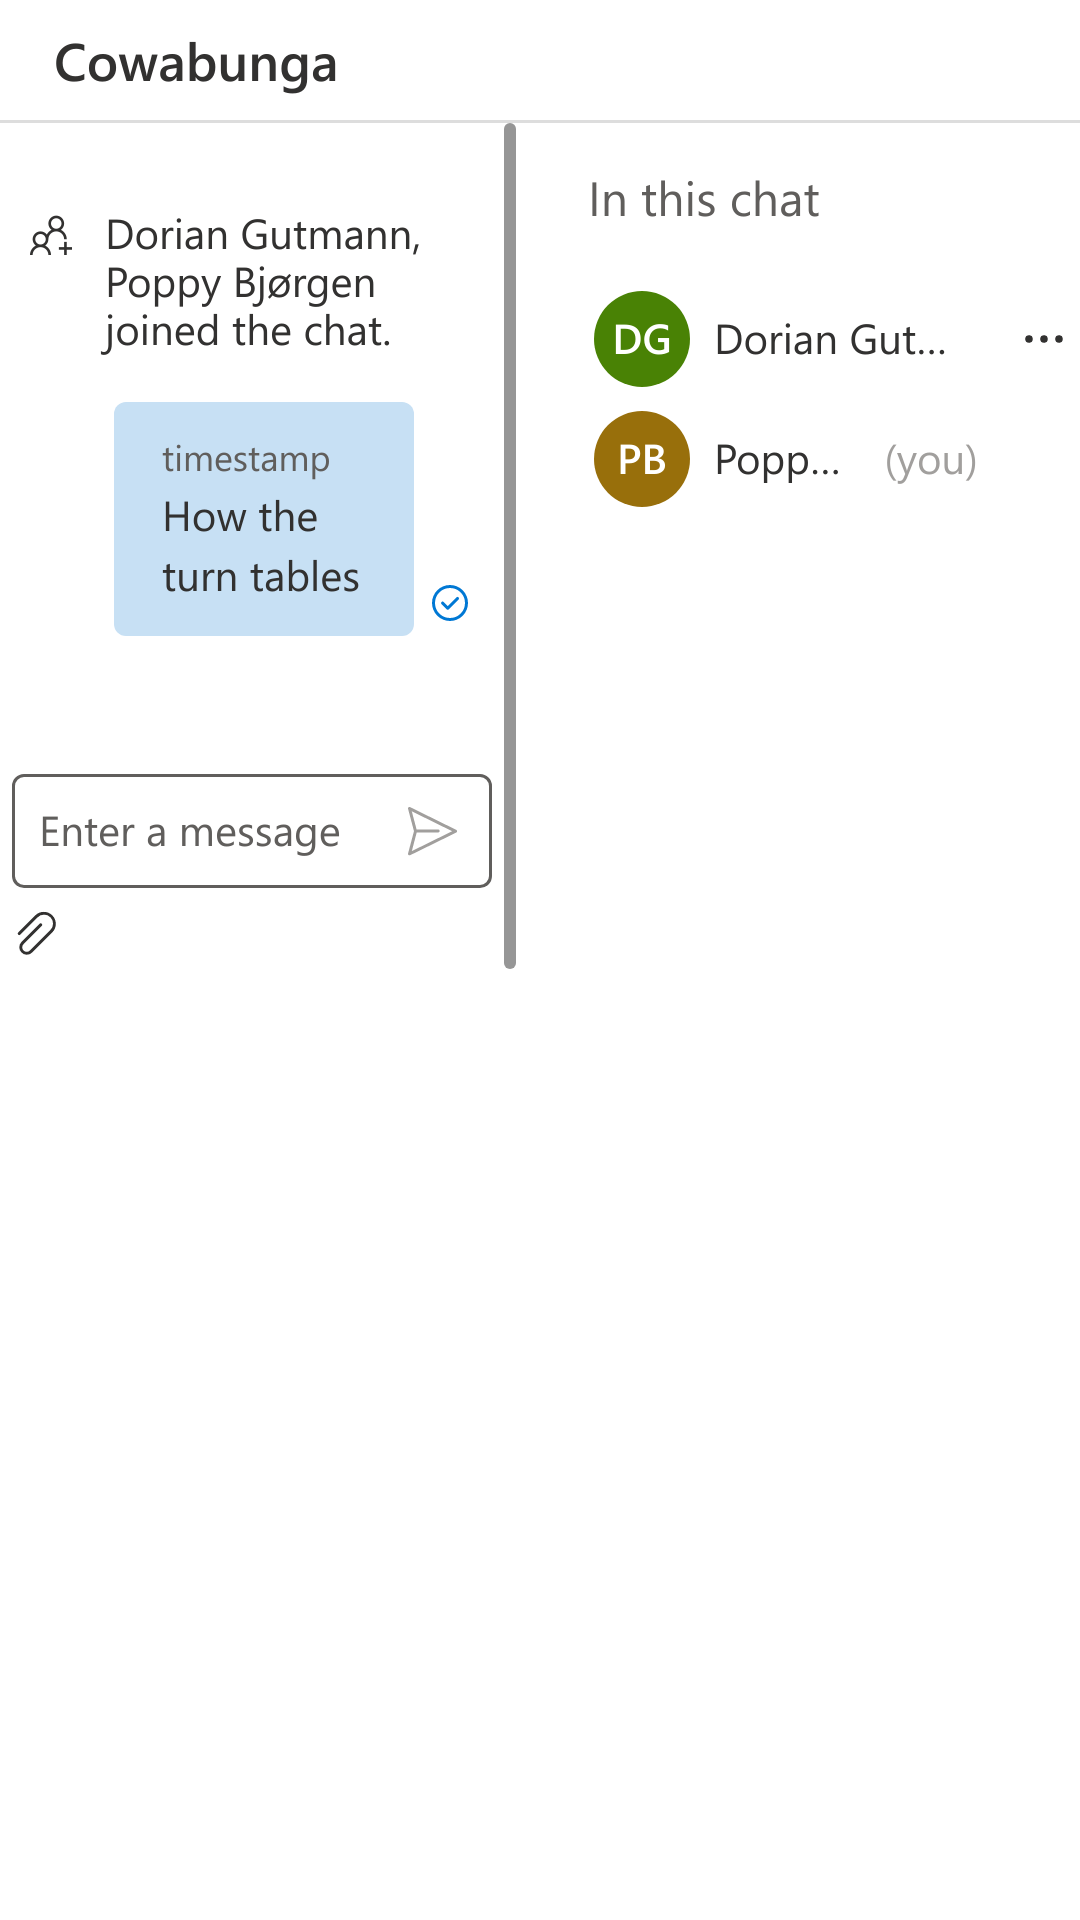 Cowabunga
Dorian Gutmann,
Poppy Bjørgen
joined the chat.
timestamp
How the
turn tables
Enter a message
In this chat
DG Dorian Gut...
PB Popp... (you)